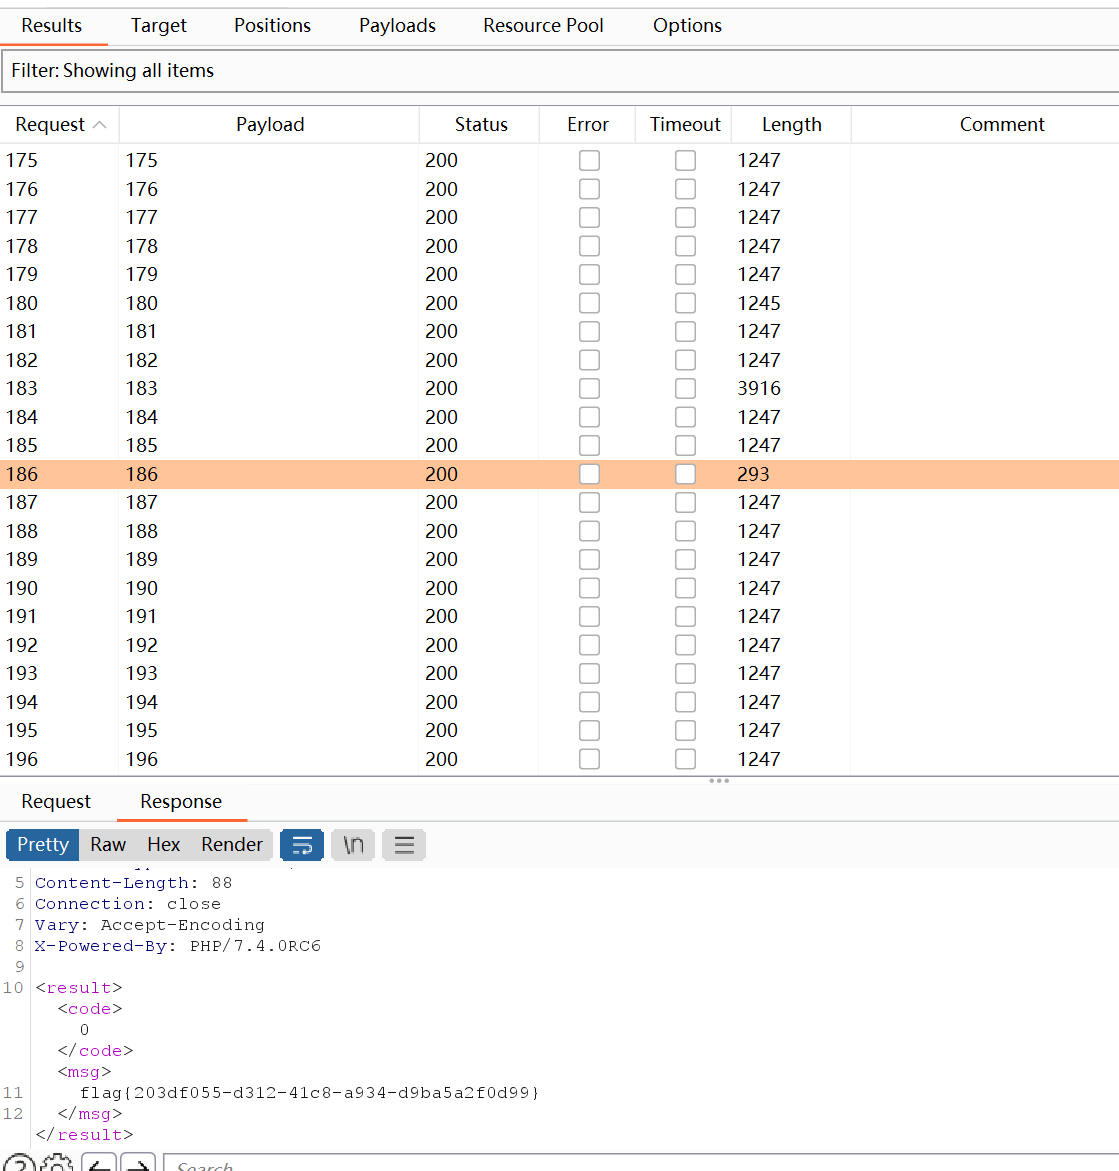 Results Target Positions Payloads Resource Pool Options
Filter: Showing all items
Request Payload Status Error Timeout Length Comment
175 175 200 1247
176 176 200 1247
177 177 200 1247
178 178 200 1247
179 179 200 1247
180 180 200 1245
181 181 200 1247
182 182 200 1247
183 183 200 3916
184 184 200 1247
185 185 200 1247
186 186 200 293
187 187 200 1247
188 188 200 1247
189 189 200 1247
190 190 200 1247
191 191 200 1247
192 192 200 1247
193 193 200 1247
194 194 200 1247
195 195 200 1247
196 196 200 1247
Request Response
Pretty Raw Hex Render \n
5 Content-Length: 88
6 Connection: close
7 Vary: Accept-Encoding
8 X-Powered-By: PHP/7.4.0RC6
9
10 <result>
<code>
0
</code>
<msg>
11 flag{203df055-d312-41c8-a934-d9ba5a2f0d99}
12 </msg>
</result>
Search